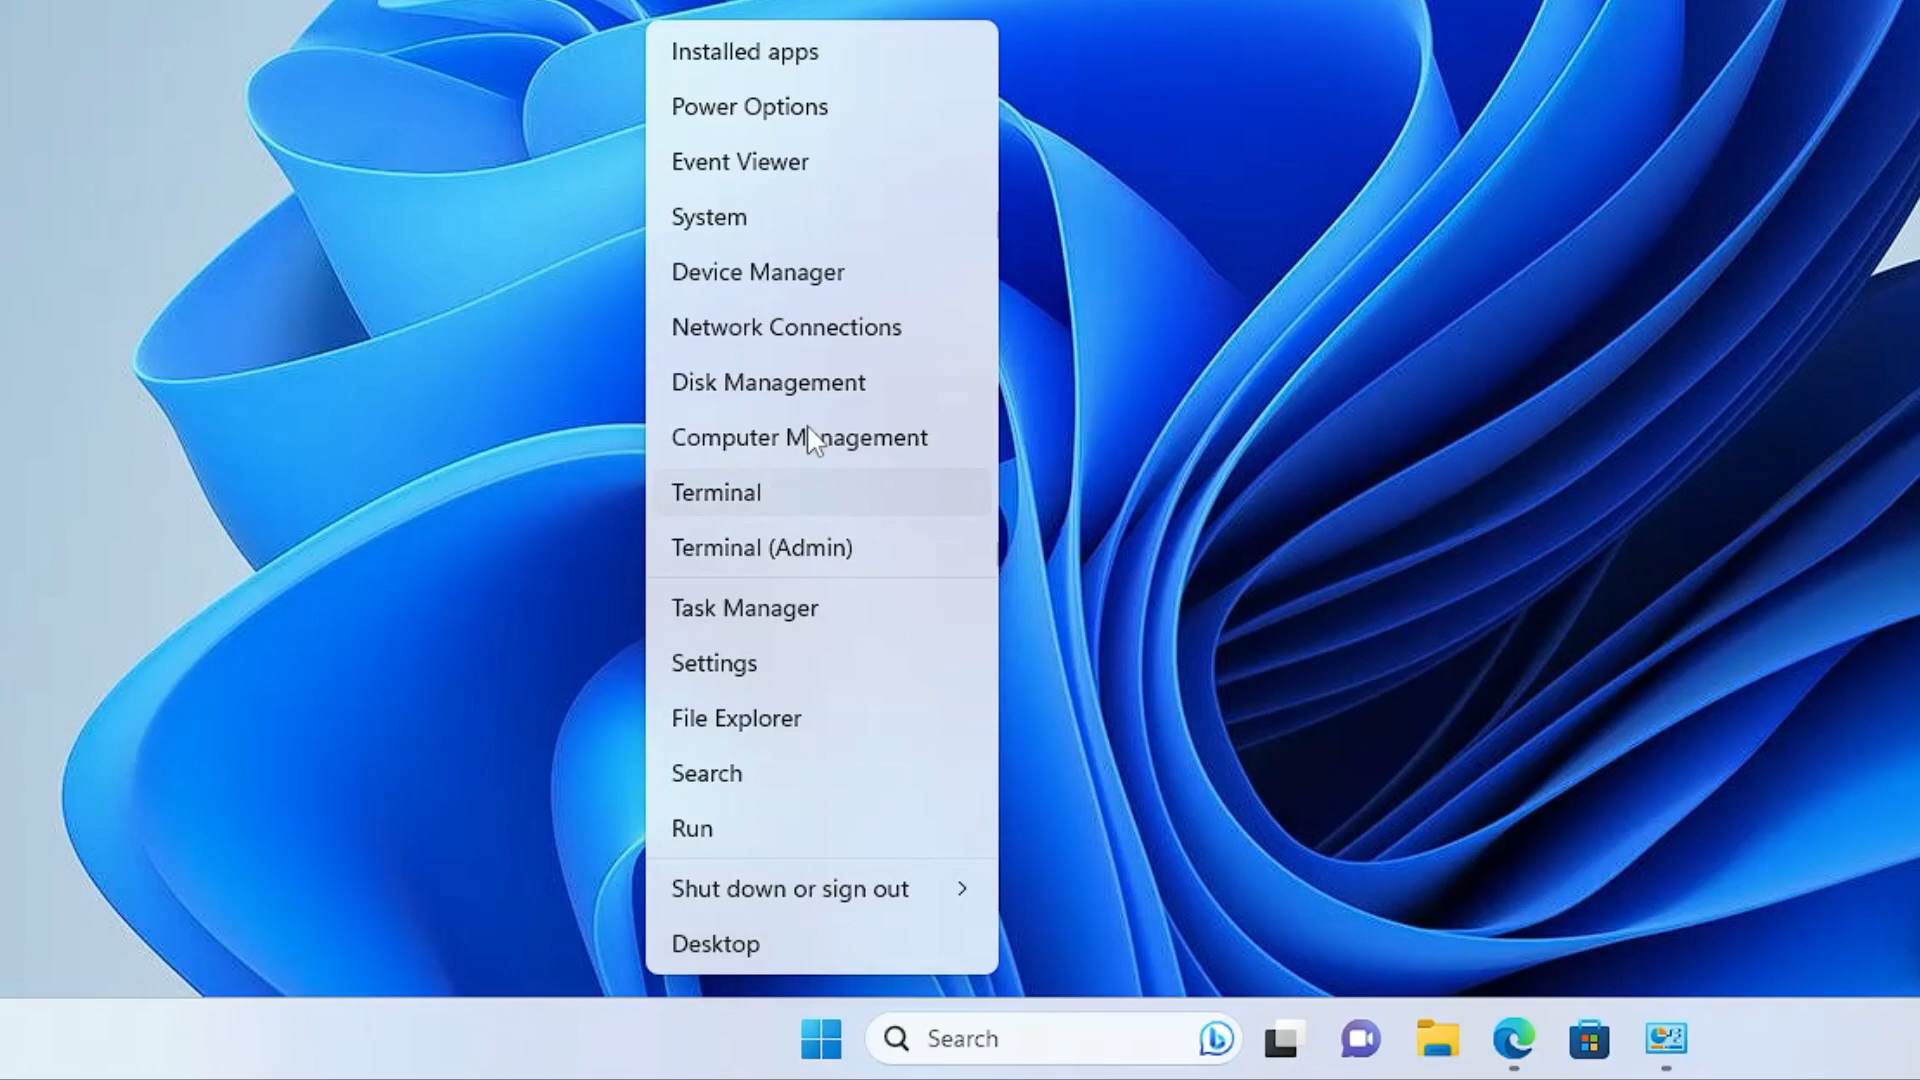 Installed apps
Power Options
Event Viewer
System
Device Manager
Network Connections
Disk Management
Computer Management
Terminal
Terminal (Admin)
Task Manager
Settings
File Explorer
Search
Run
Shut down or sign out
Desktop
Search